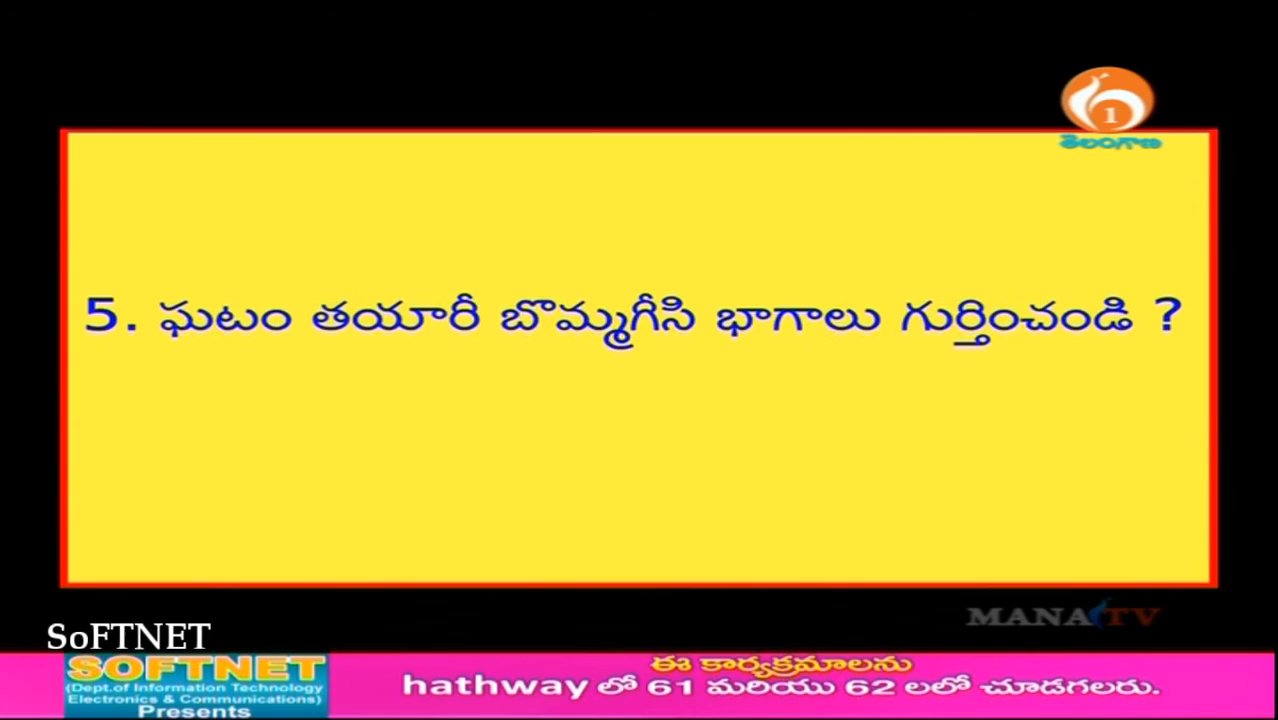 1
తెలంగాణ
5. ఘటం తయారీ బొమ్మగీసి భాగాలు గుర్తించండి ?
MANA TV
SoFTNET
SOFTNET
(Dept.of Information Technology
Electronics & Communications)
Presents
ఈ కార్యక్రమాలను
hathway లో 61 మరియు 62 లలో చూడగలరు.